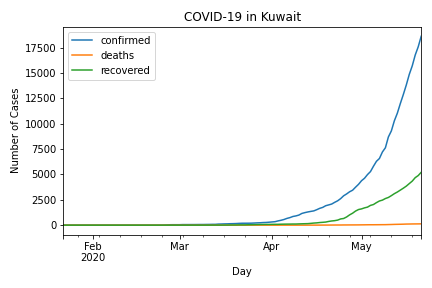 COVID-19 in Kuwait
confirmed
deaths
recovered
17500
15000
12500
10000
7500
5000
2500
0
Number of Cases
Feb
2020
Mar
Apr
May
Day